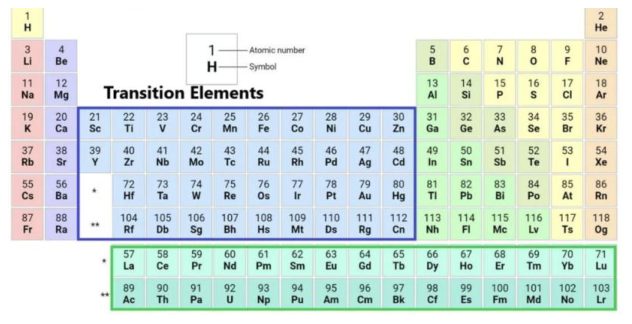 1 2
H He
3 4 1 Atomic number 5 6 7 8 9 10
Li Be H Symbol B C N O F Ne
11 12 13 14 15 16 17 18
Na Mg Transition Elements Al Si P S Cl Ar
19 20 21 22 23 24 25 26 27 28 29 30 31 32 33 34 35 36
K Ca Sc Ti V Cr Mn Fe Co Ni Cu Zn Ga Ge As Se Br Kr
37 38 39 40 41 42 43 44 45 46 47 48 49 50 51 52 53 54
Rb Sr Y Zr Nb Mo Tc Ru Rh Pd Ag Cd In Sn Sb Te I Xe
55 56 * 72 73 74 75 76 77 78 79 80 81 82 83 84 85 86
Cs Ba Hf Ta W Re Os Ir Pt Au Hg Tl Pb Bi Po At Rn
87 88 ** 104 105 106 107 108 109 110 111 112 113 114 115 116 117 118
Fr Ra Rf Db Sg Bh Hs Mt Ds Rg Cn Nh Fl Mc Lv Ts Og
* 57 58 59 60 61 62 63 64 65 66 67 68 69 70 71
La Ce Pr Nd Pm Sm Eu Gd Tb Dy Ho Er Tm Yb Lu
** 89 90 91 92 93 94 95 96 97 98 99 100 101 102 103
Ac Th Pa U Np Pu Am Cm Bk Cf Es Fm Md No Lr